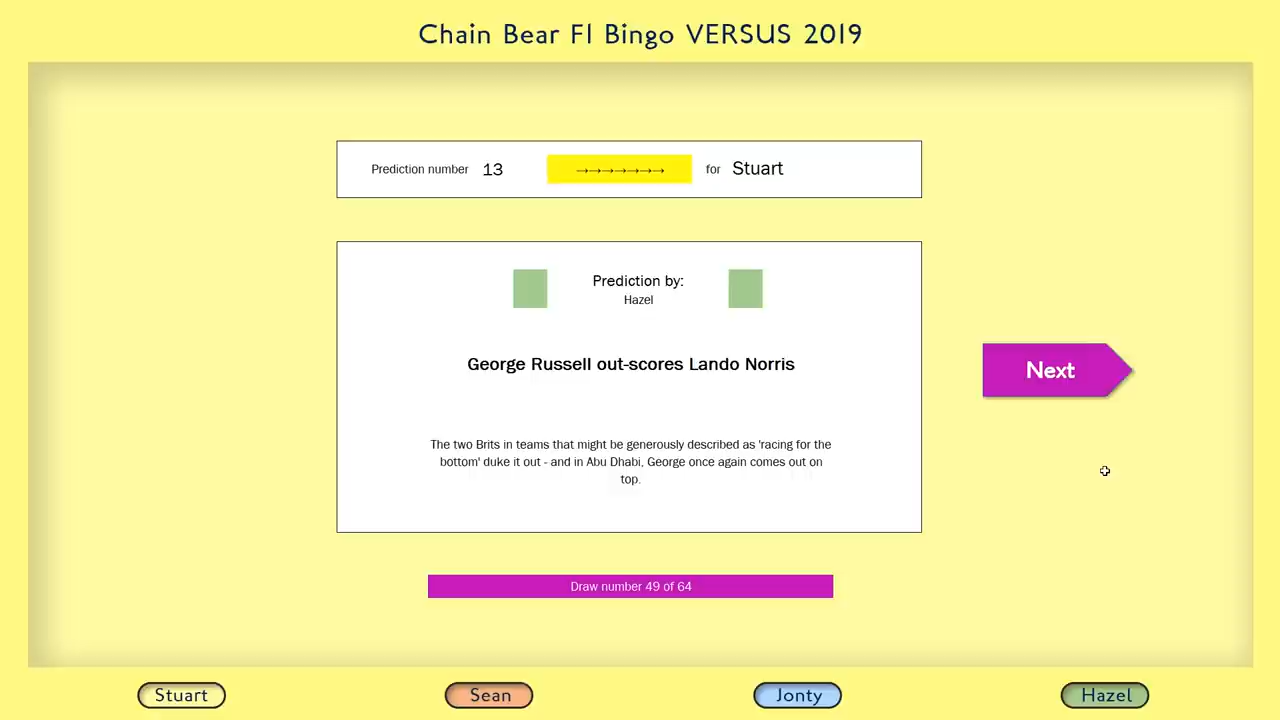 Chain Bear F1 Bingo VERSUS 2019
Prediction number 13 →→→→→→→ for Stuart
Prediction by:
Hazel
George Russell out-scores Lando Norris
Next
The two Brits in teams that might be generously described as 'racing for the
bottom' duke it out - and in Abu Dhabi, George once again comes out on
top.
Draw number 49 of 64
Stuart Sean Jonty Hazel